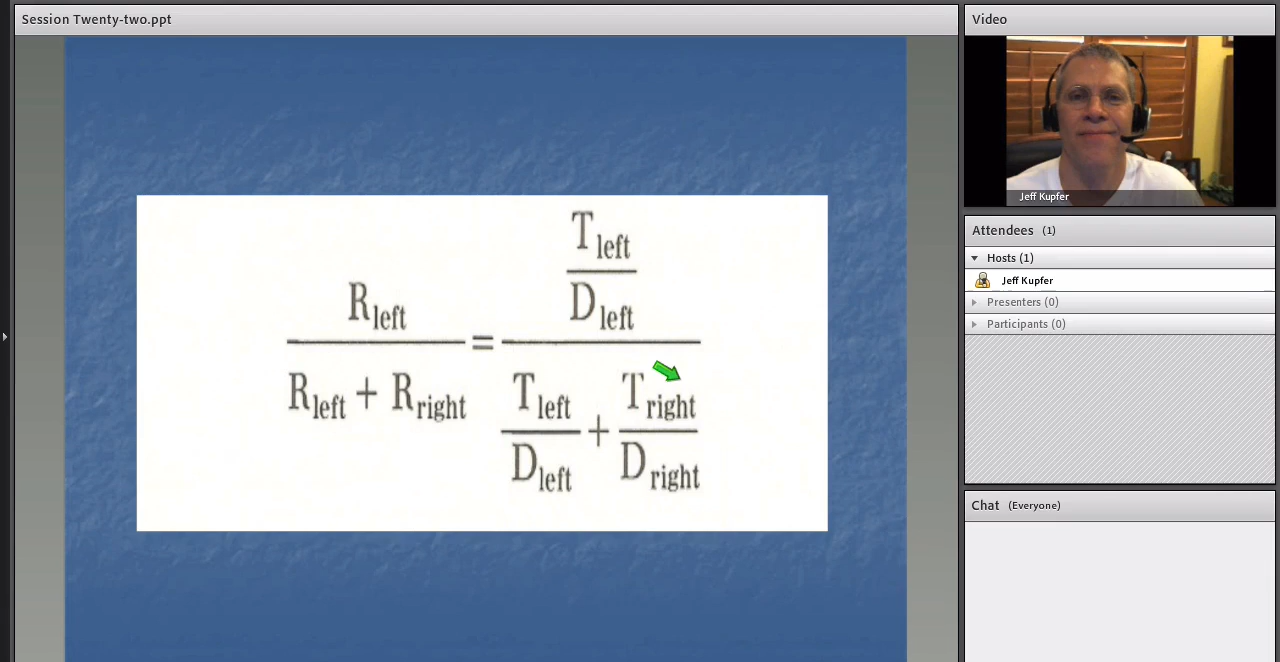 Session Twenty-two.ppt
T left
D left
R left
=
R left + R right
T left
D left
+
T right
D right
Video
Jeff Kupfer
Attendees (1)
Hosts (1)
Jeff Kupfer
Presenters (0)
Participants (0)
Chat (Everyone)